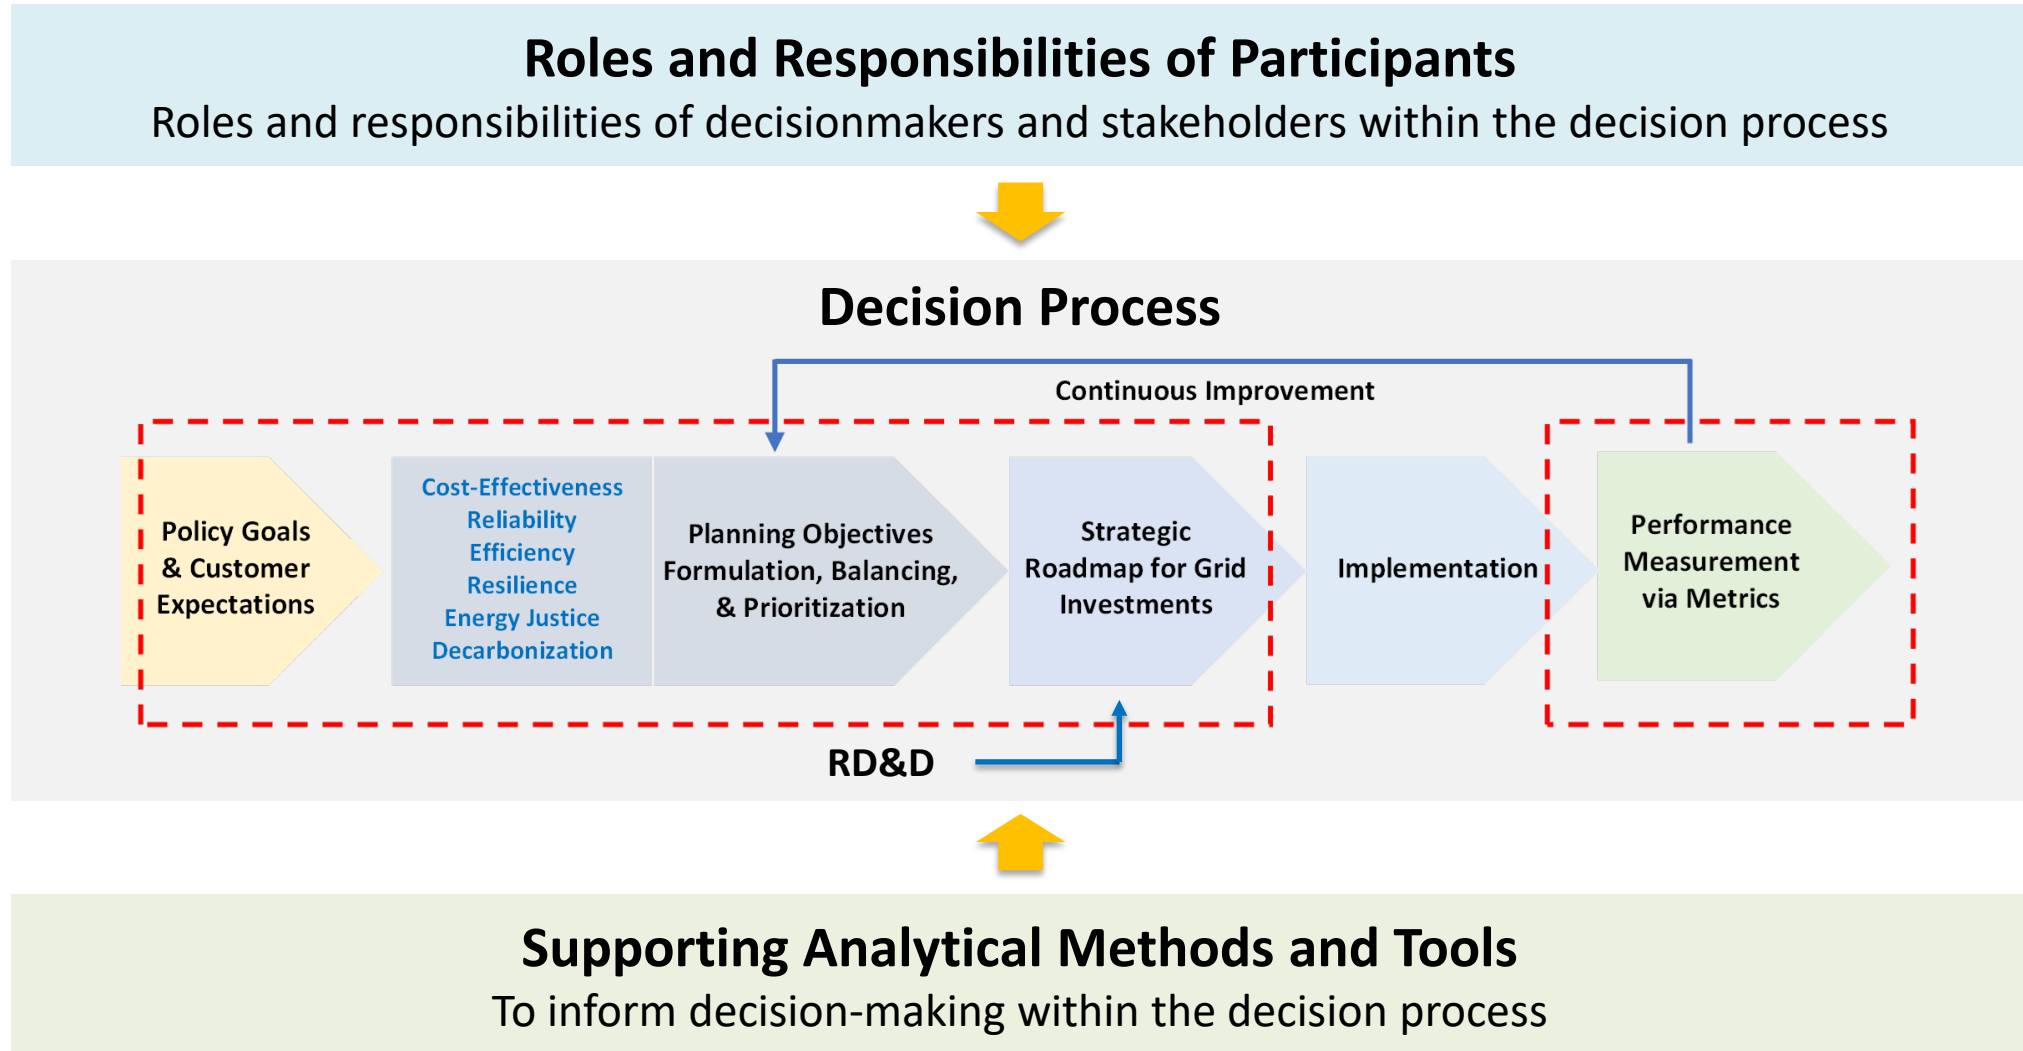 Roles and Responsibilities of Participants
Roles and responsibilities of decisionmakers and stakeholders within the decision process
Decision Process
Continuous Improvement
Policy Goals
& Customer
Expectations
Cost-Effectiveness
Reliability
Efficiency
Resilience
Energy Justice
Decarbonization
Planning Objectives
Formulation, Balancing,
& Prioritization
Strategic
Roadmap for Grid
Investments
Implementation
Performance
Measurement
via Metrics
RD&D
Supporting Analytical Methods and Tools
To inform decision-making within the decision process